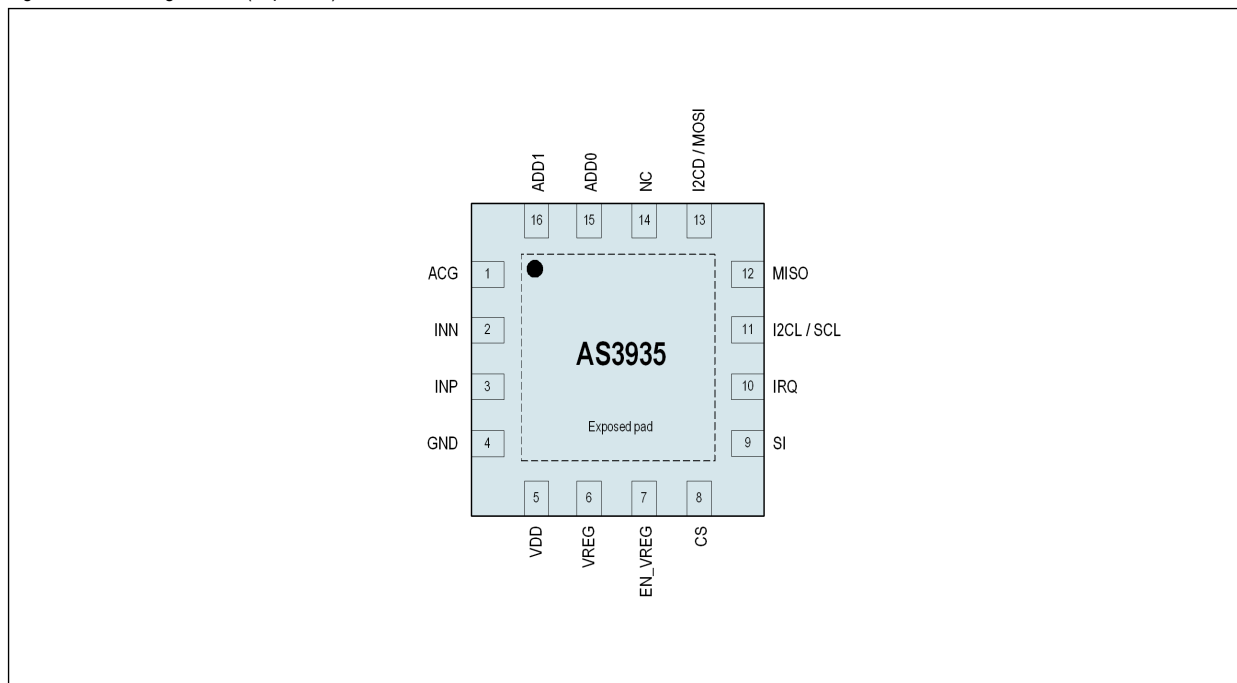 ADD1
ADD0
NC
I2CD / MOSI
16
15
14
13
ACG
1
12
MISO
INN
2
11
I2CL / SCL
AS3935
INP
3
10
IRQ
Exposed pad
GND
4
9
SI
5
6
7
8
VDD
VREG
EN_VREG
CS